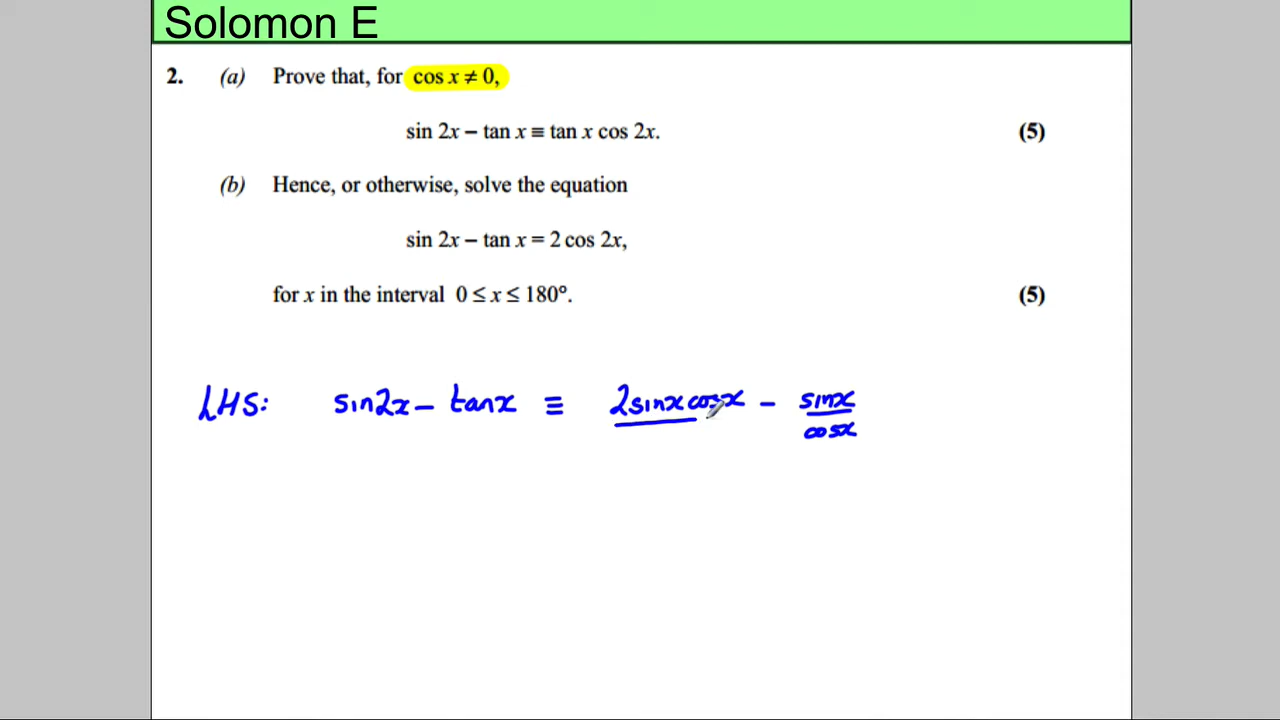 Solomon E
2. (a) Prove that, for cos x ≠ 0,
sin 2x – tan x ≡ tan x cos 2x. (5)
(b) Hence, or otherwise, solve the equation
sin 2x – tan x = 2 cos 2x,
for x in the interval 0 ≤ x ≤ 180°. (5)
LHS: sin2x – tanx ≡ 2sinxcosx – sinx/cosx